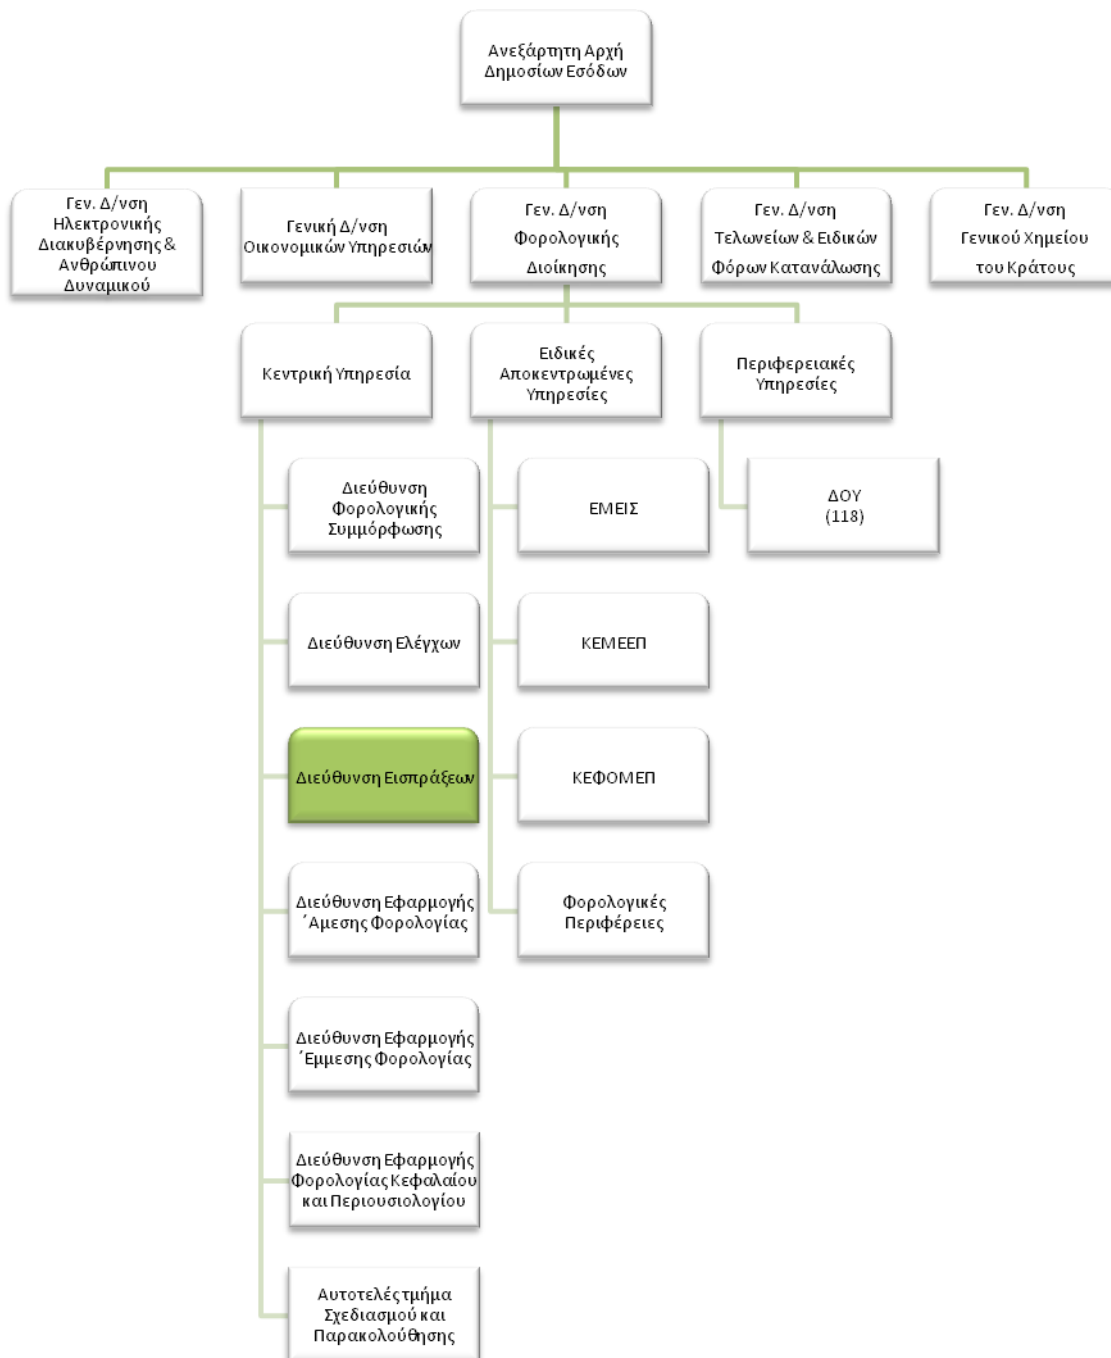 Ανεξάρτητη Αρχή
Δημοσίων Εσόδων
Γεν. Δ/νση
Ηλεκτρονικής
Διακυβέρνησης &
Ανθρώπινου
Δυναμικού
Γενική Δ/νση
Οικονομικών Υπηρεσιών
Γεν. Δ/νση
Φορολογικής
Διοίκησης
Γεν. Δ/νση
Τελωνείων & Ειδικών
Φόρων Κατανάλωσης
Γεν. Δ/νση
Γενικού Χημείου
του Κράτους
Κεντρική Υπηρεσία
Ειδικές
Αποκεντρωμένες
Υπηρεσίες
Περιφερειακές
Υπηρεσίες
Διεύθυνση
Φορολογικής
Συμμόρφωσης
Διεύθυνση Ελέγχων
Διεύθυνση Εισπράξεων
Διεύθυνση Εφαρμογής
΄Αμεσης Φορολογίας
Διεύθυνση Εφαρμογής
΄Εμμεσης Φορολογίας
Διεύθυνση Εφαρμογής
Φορολογίας Κεφαλαίου
και Περιουσιολογίου
Αυτοτελές τμήμα
Σχεδιασμού και
Παρακολούθησης
ΕΜΕΙΣ
ΚΕΜΕΕΠ
ΚΕΦΟΜΕΠ
Φορολογικές
Περιφέρειες
ΔΟΥ
(118)